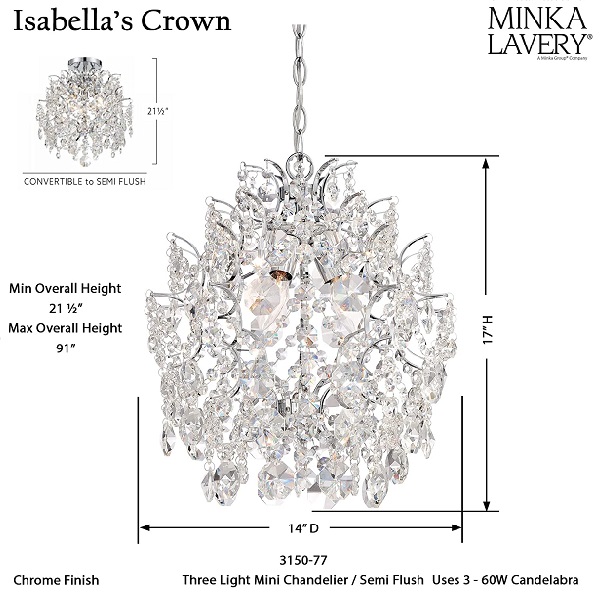 Isabella's Crown
MINKA
LAVERY®
A Minka Group® Company
21½"
CONVERTIBLE to SEMI FLUSH
Min Overall Height
21 ½"
Max Overall Height
91"
17"H
14"D
3150-77
Chrome Finish
Three Light Mini Chandelier / Semi Flush Uses 3 - 60W Candelabra